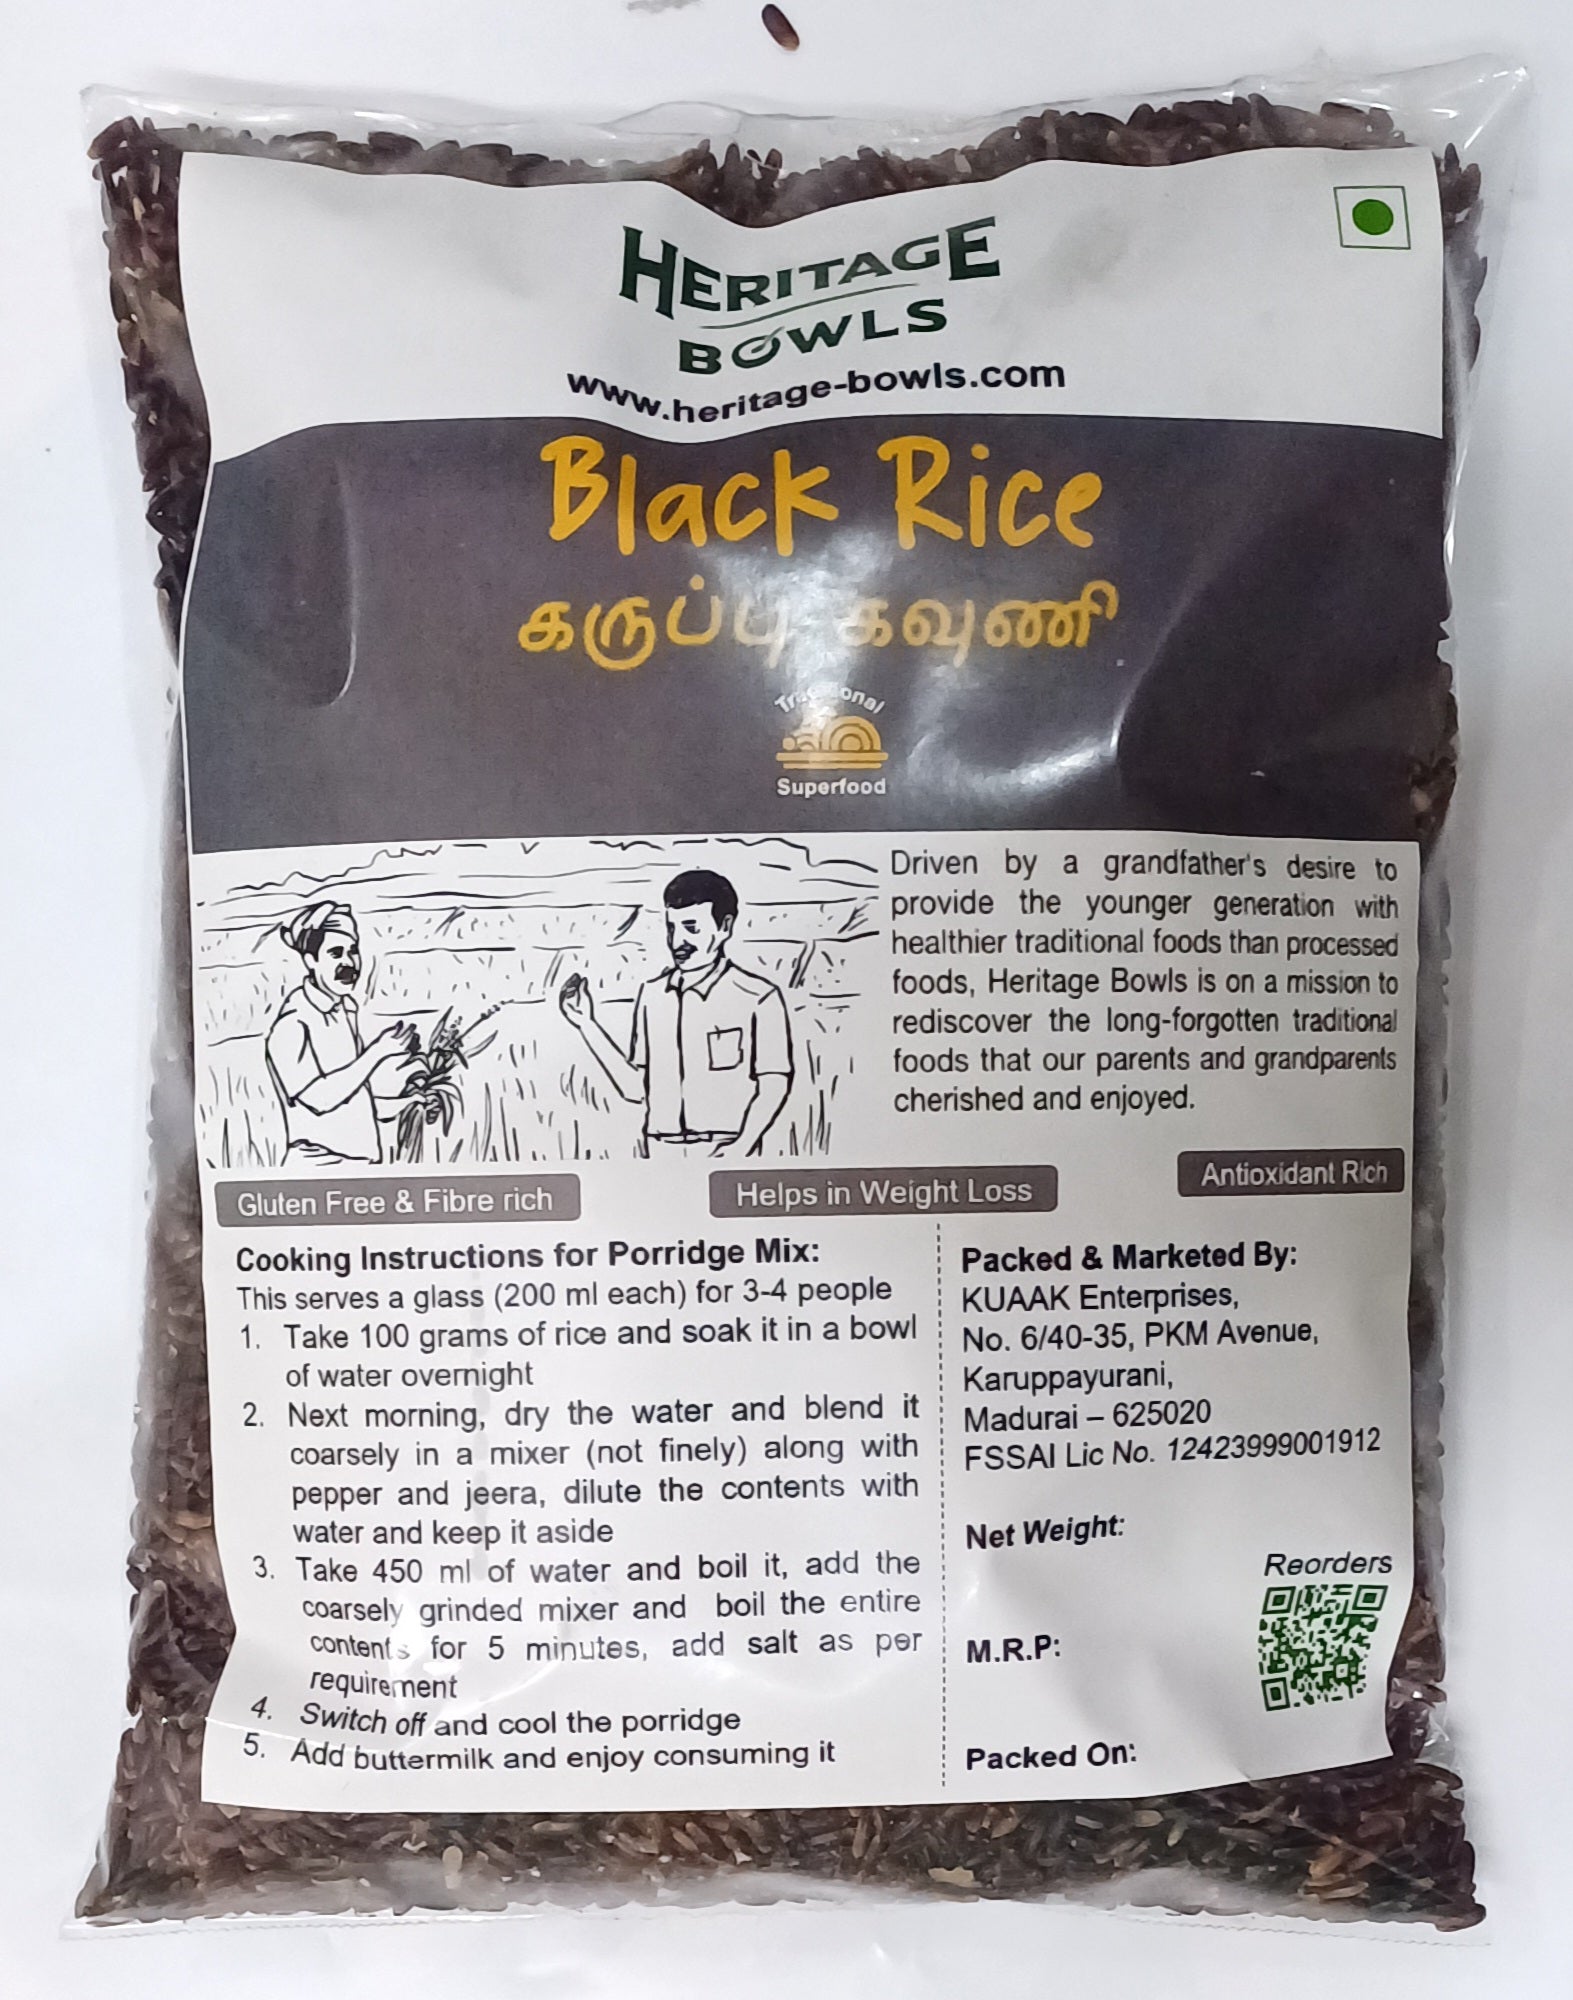 HERITAGE
BOWLS
www.heritage-bowls.com
Black Rice
கருப்பு கவுணி
Traditional
Superfood
Driven by a grandfather's desire to
provide the younger generation with
healthier traditional foods than processed
foods, Heritage Bowls is on a mission to
rediscover the long-forgotten traditional
foods that our parents and grandparents
cherished and enjoyed.
Gluten Free & Fibre rich
Helps in Weight Loss
Antioxidant Rich
Cooking Instructions for Porridge Mix:
This serves a glass (200 ml each) for 3-4 people
1. Take 100 grams of rice and soak it in a bowl
of water overnight
2. Next morning, dry the water and blend it
coarsely in a mixer (not finely) along with
pepper and jeera, dilute the contents with
water and keep it aside
3. Take 450 ml of water and boil it, add the
coarsely grinded mixer and boil the entire
contents for 5 minutes, add salt as per
requirement
4. Switch off and cool the porridge
5. Add buttermilk and enjoy consuming it
Packed & Marketed By:
KUAAK Enterprises,
No. 6/40-35, PKM Avenue,
Karuppayurani,
Madurai – 625020
FSSAI Lic No. 12423999001912
Net Weight:
Reorders
M.R.P:
Packed On: